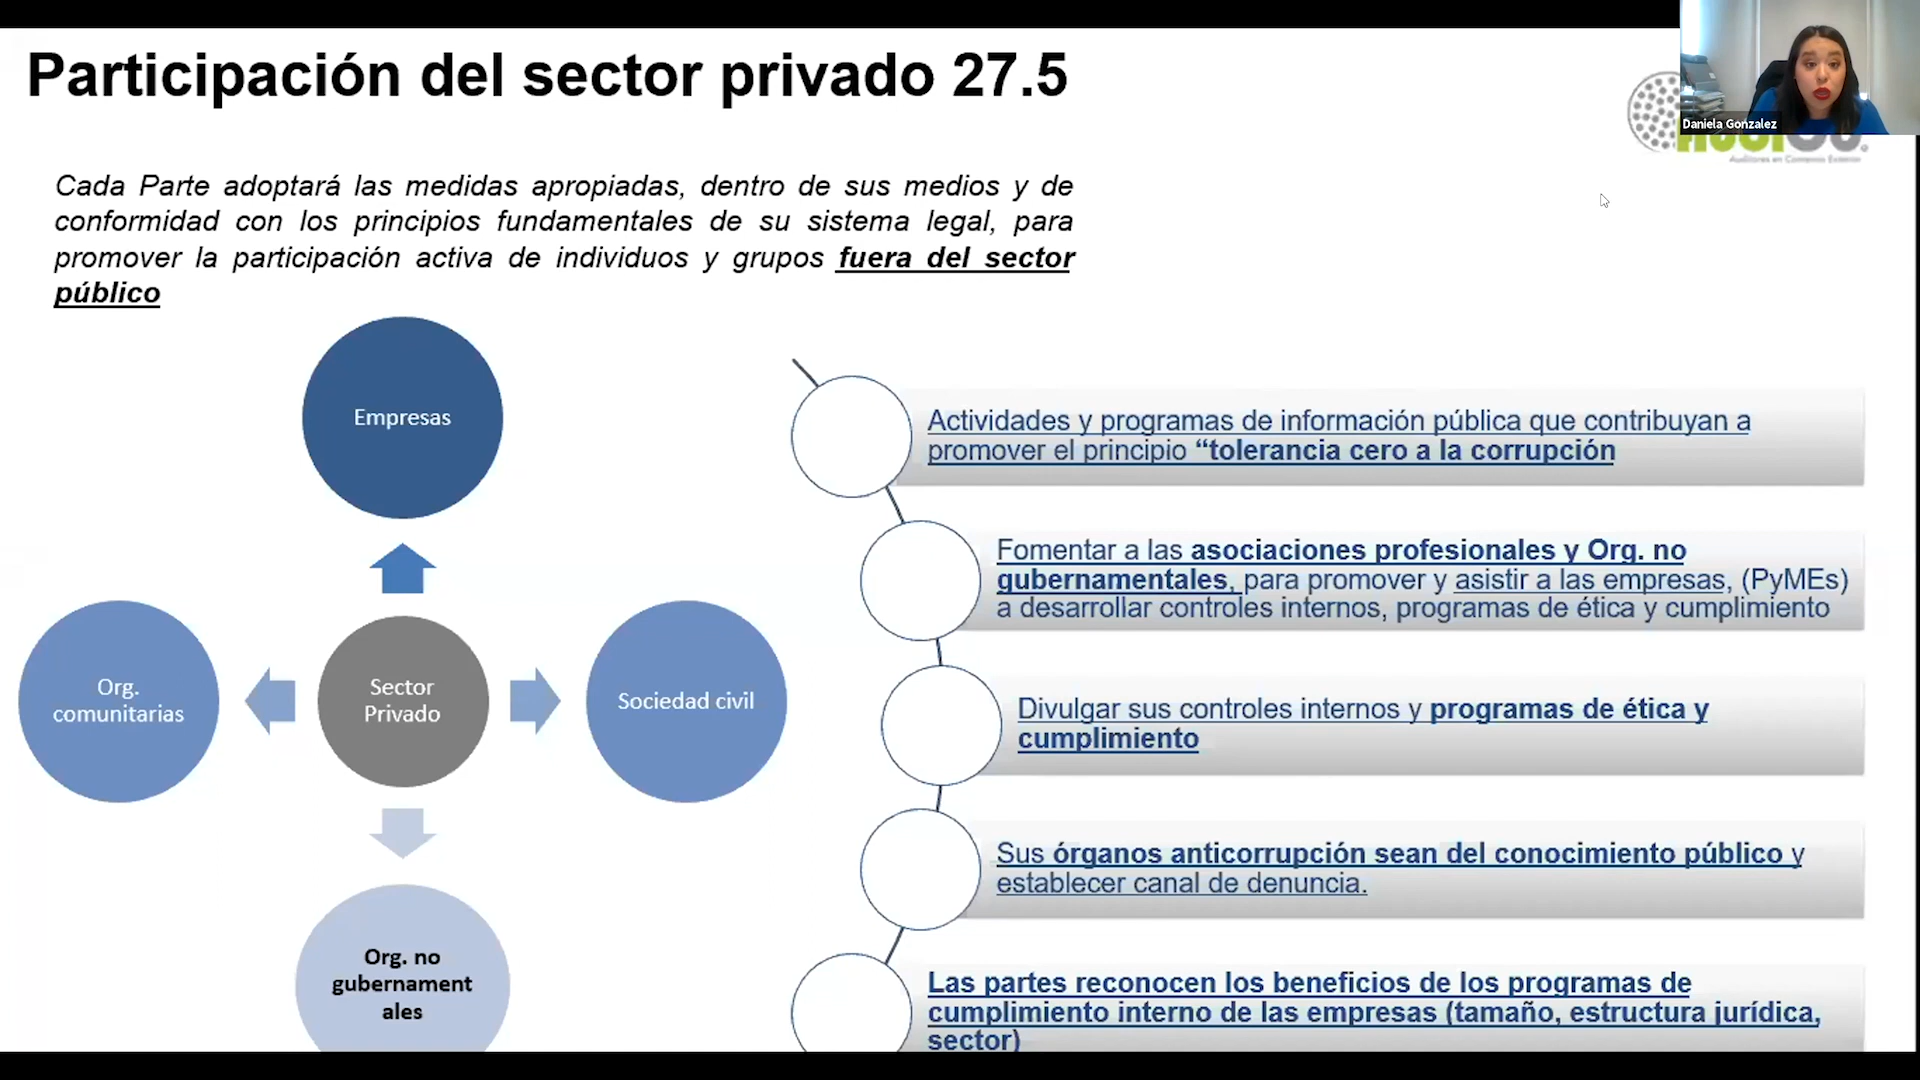 Participación del sector privado 27.5
Daniela Gonzalez
Auditores en Comercio Exterior
Cada Parte adoptará las medidas apropiadas, dentro de sus medios y de
conformidad con los principios fundamentales de su sistema legal, para
promover la participación activa de individuos y grupos fuera del sector
público
Empresas
Org.
comunitarias
Sector
Privado
Sociedad civil
Org. no
gubernament
ales
Actividades y programas de información pública que contribuyan a
promover el principio “tolerancia cero a la corrupción
Fomentar a las asociaciones profesionales y Org. no
gubernamentales, para promover y asistir a las empresas, (PyMEs)
a desarrollar controles internos, programas de ética y cumplimiento
Divulgar sus controles internos y programas de ética y
cumplimiento
Sus órganos anticorrupción sean del conocimiento público y
establecer canal de denuncia.
Las partes reconocen los beneficios de los programas de
cumplimiento interno de las empresas (tamaño, estructura jurídica,
sector)